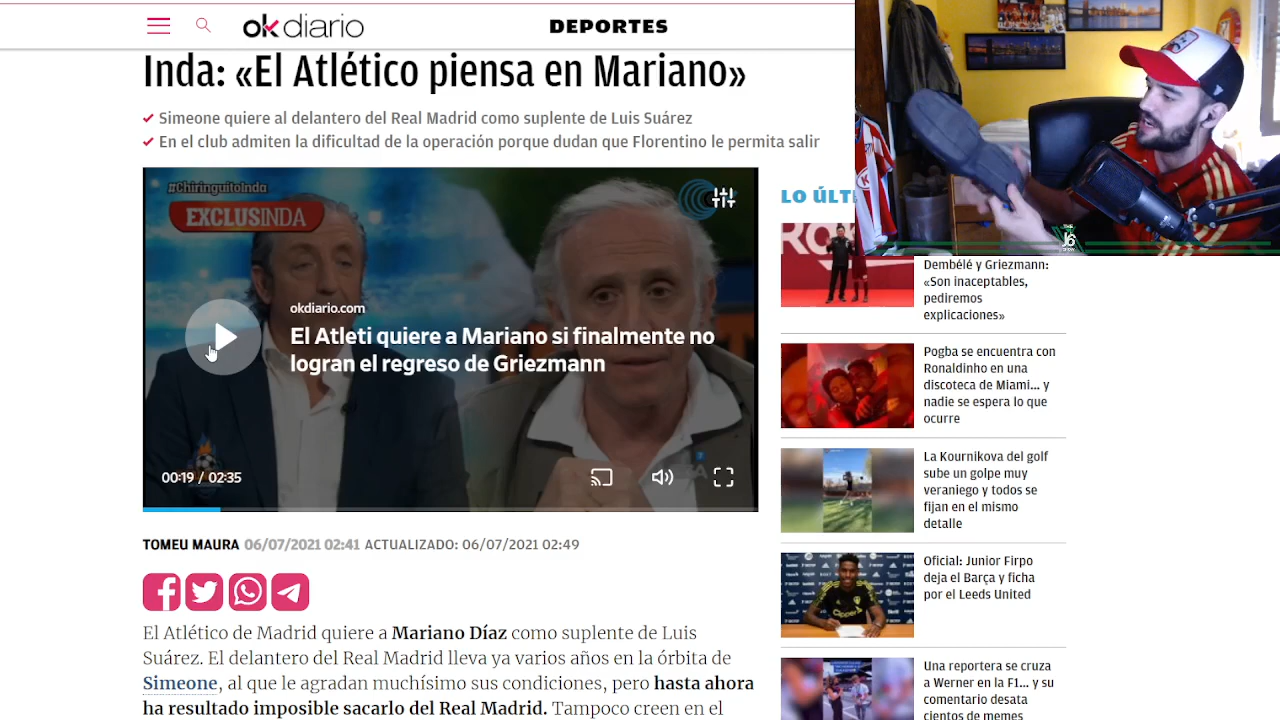 okdiario
DEPORTES
Inda: «El Atlético piensa en Mariano»
Simeone quiere al delantero del Real Madrid como suplente de Luis Suárez
En el club admiten la dificultad de la operación porque dudan que Florentino le permita salir
#ChiringuitoInda
EXCLUSINDA
okdiario.com
El Atleti quiere a Mariano si finalmente no
logran el regreso de Griezmann
00:19 / 02:35
TOMEU MAURA 06/07/2021 02:41 ACTUALIZADO: 06/07/2021 02:49
El Atlético de Madrid quiere a Mariano Díaz como suplente de Luis
Suárez. El delantero del Real Madrid lleva ya varios años en la órbita de
Simeone, al que le agradan muchísimo sus condiciones, pero hasta ahora
ha resultado imposible sacarlo del Real Madrid. Tampoco creen en el
LO ÚLT
Dembélé y Griezmann:
«Son inaceptables,
pediremos
explicaciones»
Pogba se encuentra con
Ronaldinho en una
discoteca de Miami... y
nadie se espera lo que
ocurre
La Kournikova del golf
sube un golpe muy
veraniego y todos se
fijan en el mismo
detalle
Oficial: Junior Firpo
deja el Barça y ficha
por el Leeds United
Una reportera se cruza
a Werner en la F1... y su
comentario desata
cientos de memes